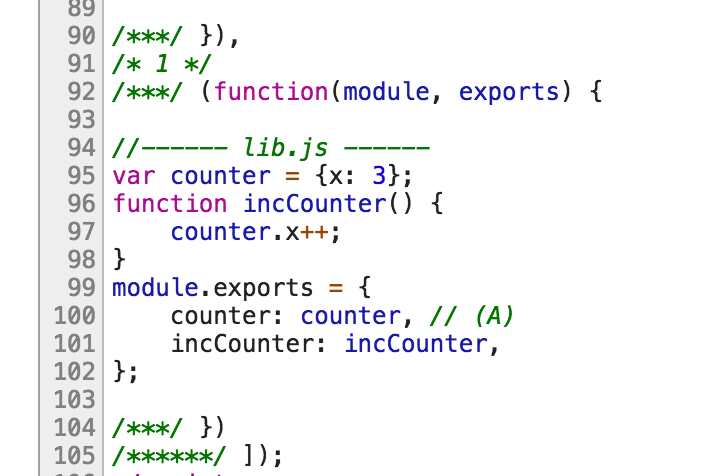 89
90 /***/ }),
91 /* 1 */
92 /***/ (function(module, exports) {
93
94 //------ lib.js ------
95 var counter = {x: 3};
96 function incCounter() {
97     counter.x++;
98 }
99 module.exports = {
100     counter: counter, // (A)
101     incCounter: incCounter,
102 };
103
104 /***/ })
105 /******/ ]);